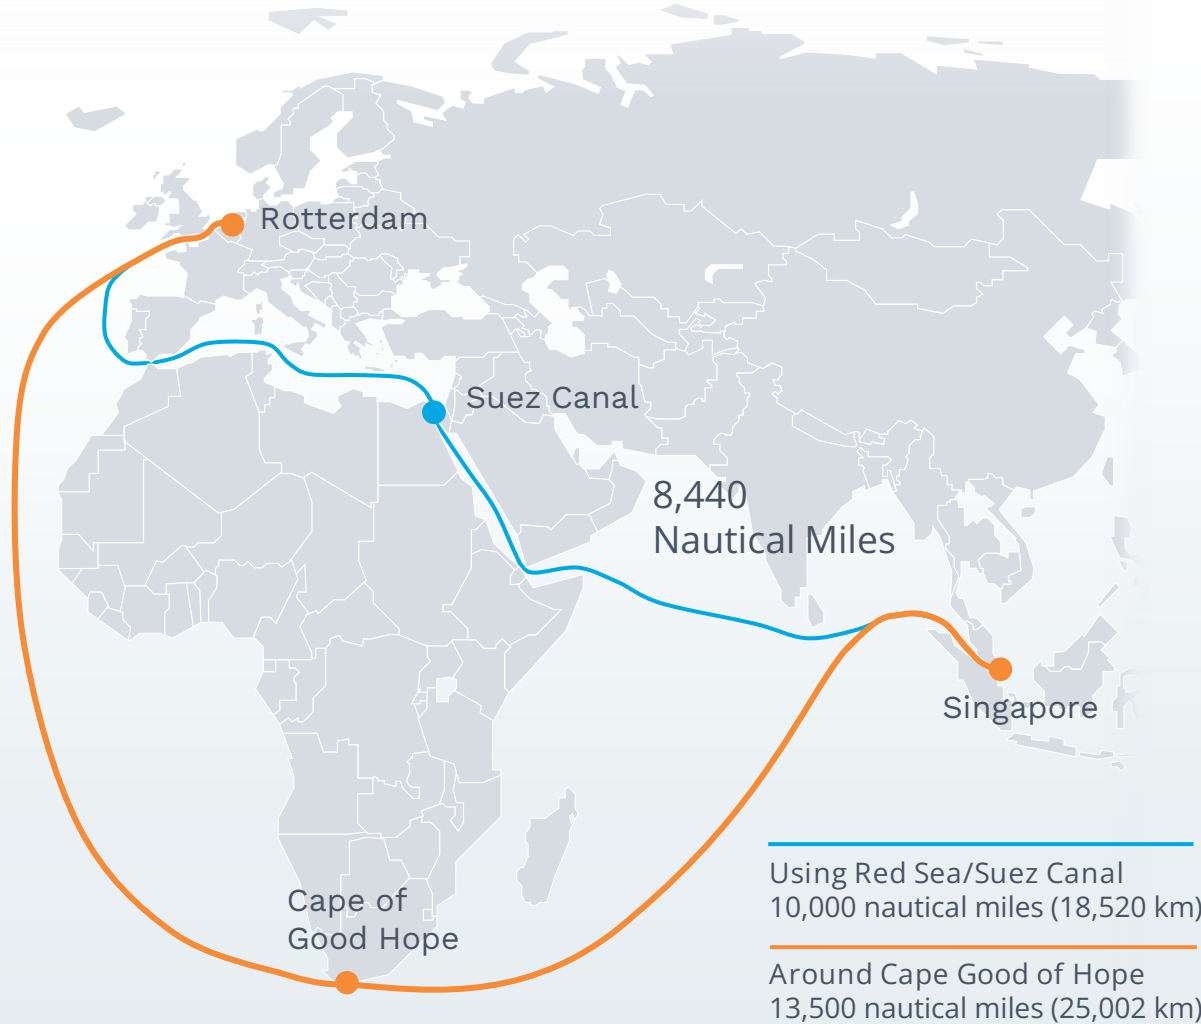 Rotterdam
Suez Canal
8,440
Nautical Miles
Singapore
Cape of
Good Hope
Using Red Sea/Suez Canal
10,000 nautical miles (18,520 km)
Around Cape Good of Hope
13,500 nautical miles (25,002 km)